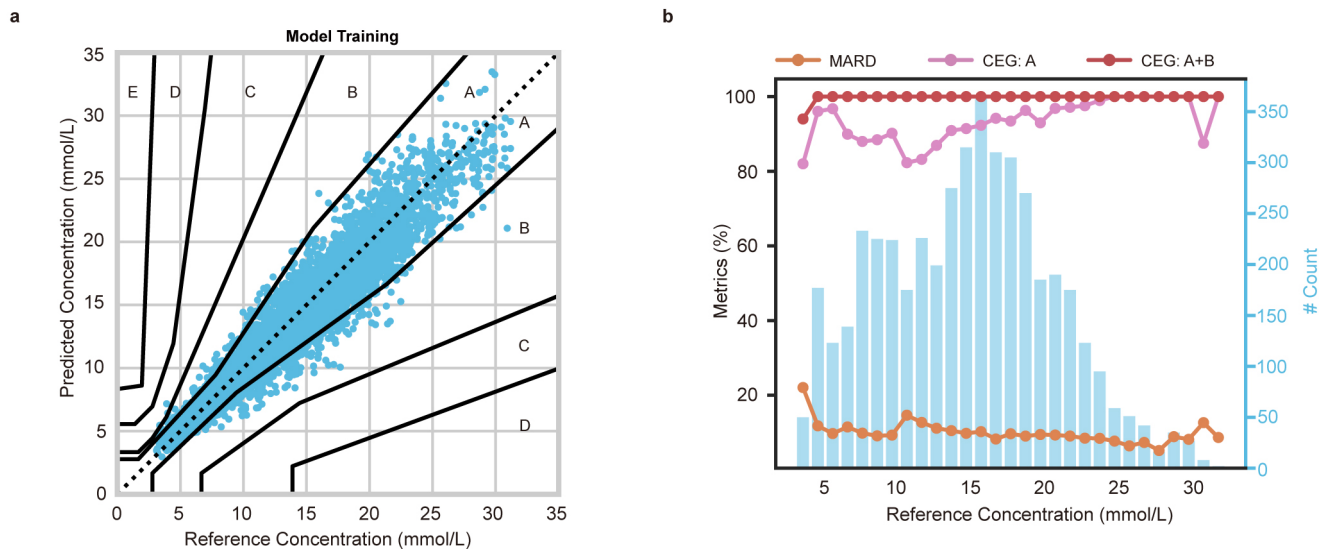 a
Model Training
35
30
25
20
15
10
5
0
Predicted Concentration (mmol/L)
E D C B A
A
B
C
D
0 5 10 15 20 25 30 35
Reference Concentration (mmol/L)
b
MARD CEG: A CEG: A+B
100
80
60
40
20
Metrics (%)
350
300
250
200
150
100
50
0
# Count
5 10 15 20 25 30
Reference Concentration (mmol/L)